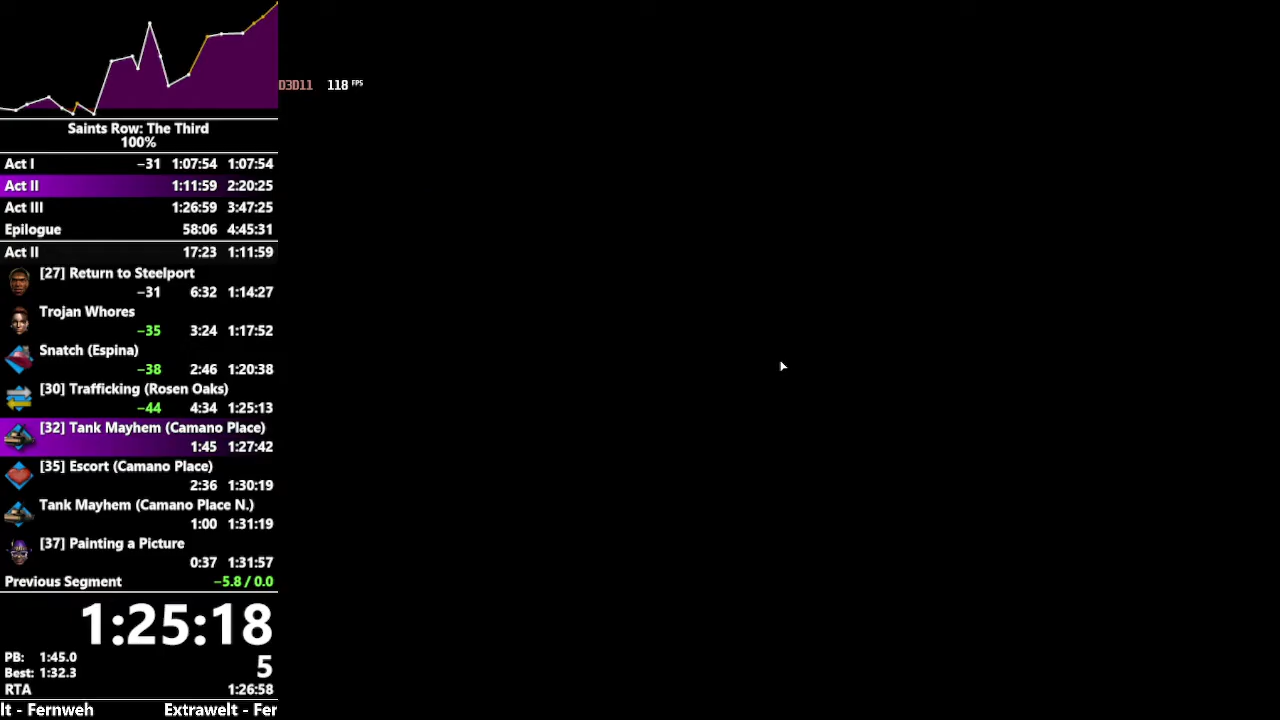 D3D11 118 FPS
Saints Row: The Third
100%
Act I −31 1:07:54 1:07:54
Act II 1:11:59 2:20:25
Act III 1:26:59 3:47:25
Epilogue 58:06 4:45:31
Act II 17:23 1:11:59
[27] Return to Steelport
−31 6:32 1:14:27
Trojan Whores
−35 3:24 1:17:52
Snatch (Espina)
−38 2:46 1:20:38
[30] Trafficking (Rosen Oaks)
−44 4:34 1:25:13
[32] Tank Mayhem (Camano Place)
1:45 1:27:42
[35] Escort (Camano Place)
2:36 1:30:19
Tank Mayhem (Camano Place N.)
1:00 1:31:19
[37] Painting a Picture
0:37 1:31:57
Previous Segment −5.8 / 0.0
1:25:18
PB: 1:45.0
5
Best: 1:32.3
RTA 1:26:58
lt - Fernweh Extrawelt - Fer